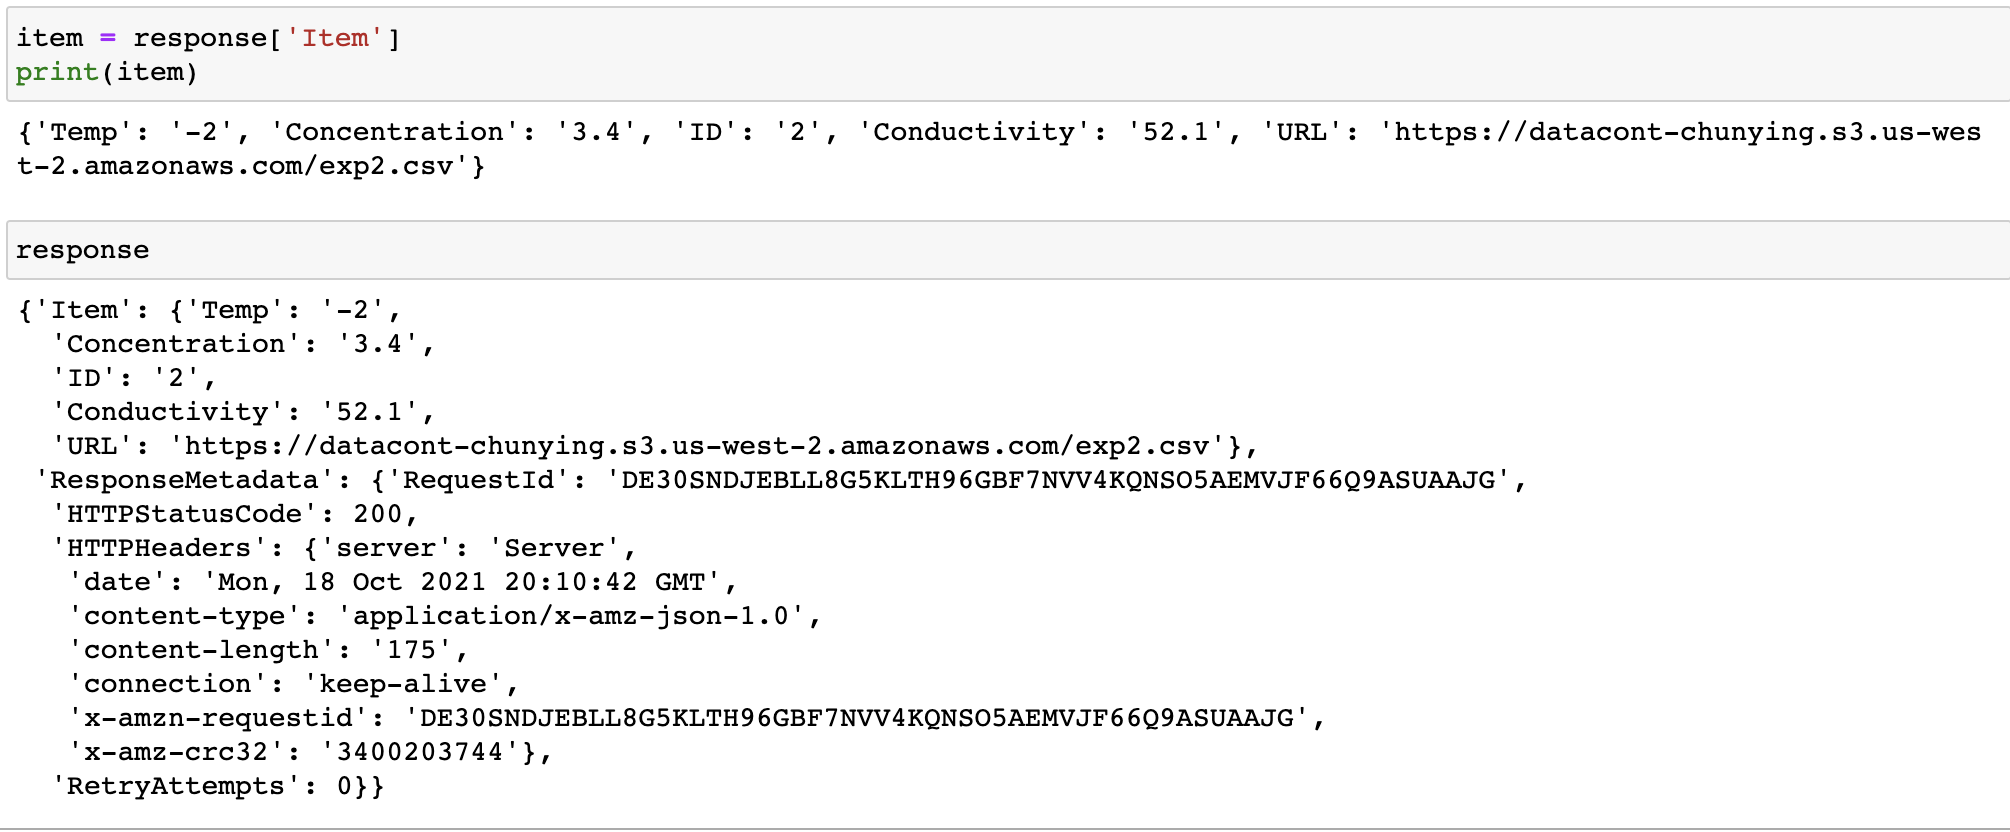 item = response['Item']
print(item)
{'Temp': '-2', 'Concentration': '3.4', 'ID': '2', 'Conductivity': '52.1', 'URL': 'https://datacont-chunying.s3.us-wes
t-2.amazonaws.com/exp2.csv'}
response
{'Item': {'Temp': '-2',
  'Concentration': '3.4',
  'ID': '2',
  'Conductivity': '52.1',
  'URL': 'https://datacont-chunying.s3.us-west-2.amazonaws.com/exp2.csv'},
 'ResponseMetadata': {'RequestId': 'DE30SNDJEBLL8G5KLTH96GBF7NVV4KQNSO5AEMVJF66Q9ASUAAJG',
  'HTTPStatusCode': 200,
  'HTTPHeaders': {'server': 'Server',
   'date': 'Mon, 18 Oct 2021 20:10:42 GMT',
   'content-type': 'application/x-amz-json-1.0',
   'content-length': '175',
   'connection': 'keep-alive',
   'x-amzn-requestid': 'DE30SNDJEBLL8G5KLTH96GBF7NVV4KQNSO5AEMVJF66Q9ASUAAJG',
   'x-amz-crc32': '3400203744'},
  'RetryAttempts': 0}}